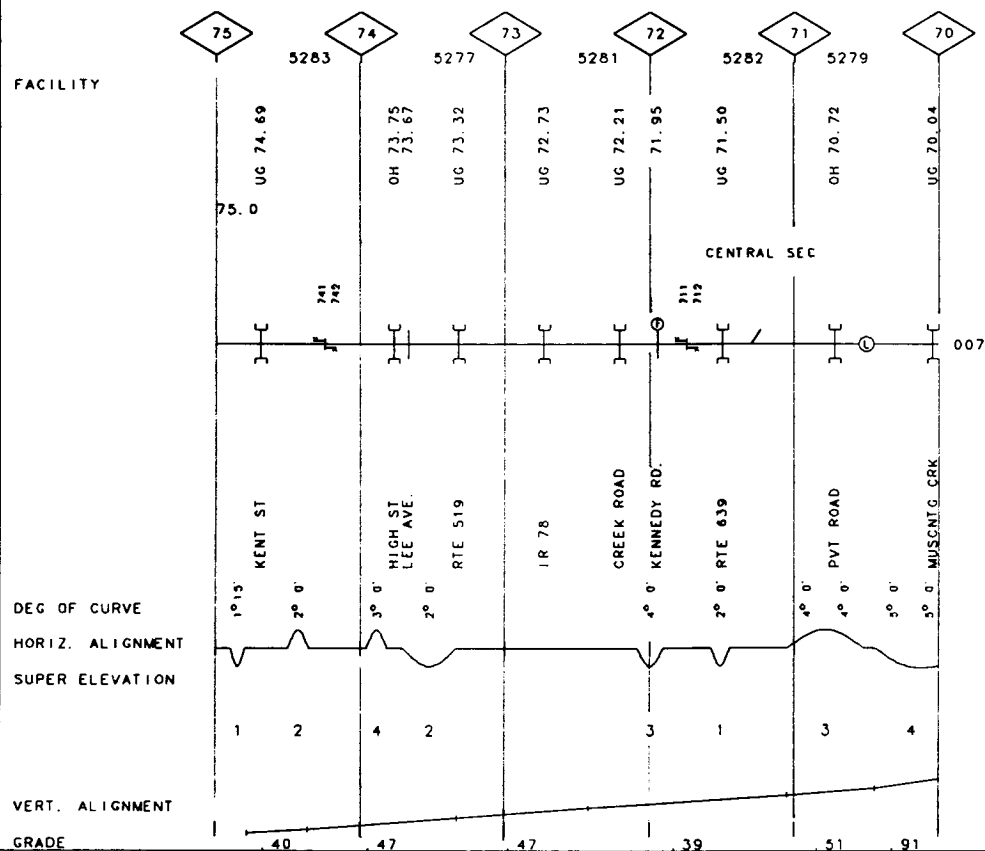 75 74 73 72 71 70
5283 5277 5281 5282 5279
FACILITY
UG 74.69
OH 73.75
73.67
UG 73.32
UG 72.73
UG 72.21
71.95
UG 71.50
OH 70.72
UG 70.04
75.0
CENTRAL SEC
741
742
711
712
F
L
007
KENT ST
HIGH ST
LEE AVE.
RTE 519
IR 78
CREEK ROAD
KENNEDY RD.
RTE 639
PVT ROAD
MUSCNTG CRK
DEG OF CURVE
1° 15'
2° 0'
3° 0'
2° 0'
4° 0'
2° 0'
4° 0'
4° 0'
5° 0'
5° 0'
HORIZ. ALIGNMENT
SUPER ELEVATION
1 2 4 2 3 1 3 4
VERT. ALIGNMENT
GRADE .40 .47 .47 .39 .51 .91